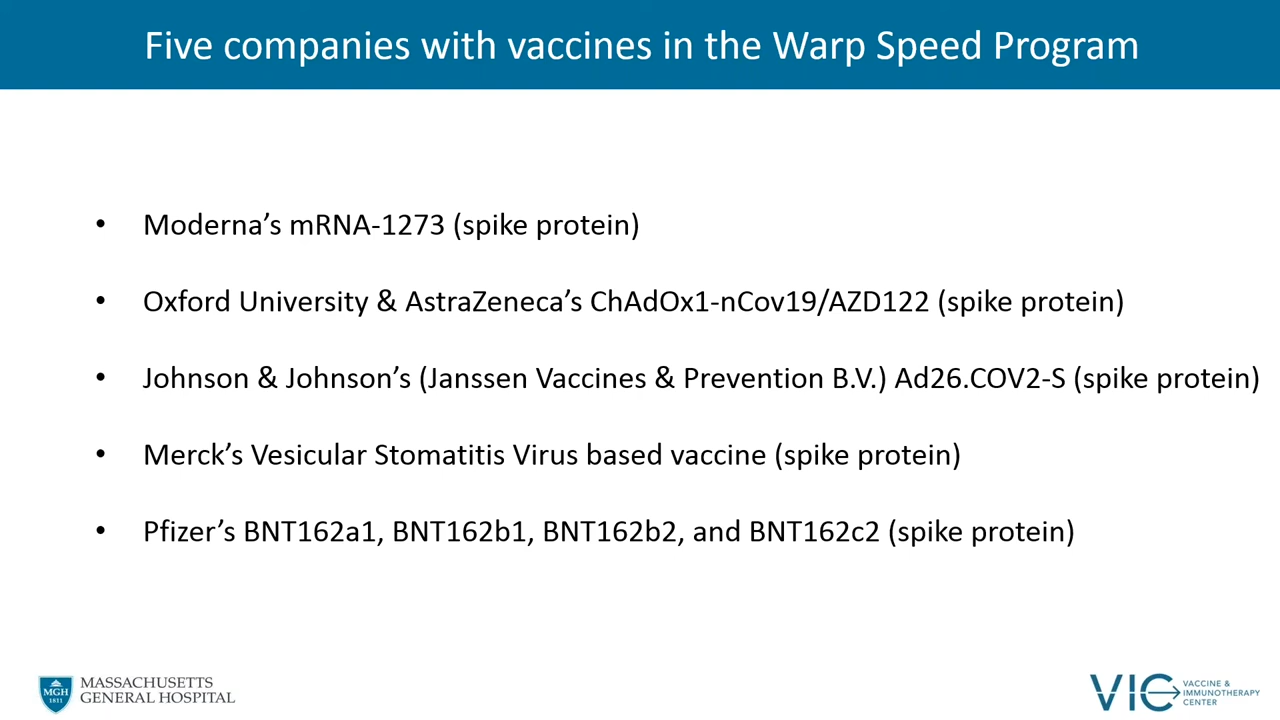 Five companies with vaccines in the Warp Speed Program
• Moderna’s mRNA-1273 (spike protein)
• Oxford University & AstraZeneca’s ChAdOx1-nCov19/AZD122 (spike protein)
• Johnson & Johnson’s (Janssen Vaccines & Prevention B.V.) Ad26.COV2-S (spike protein)
• Merck’s Vesicular Stomatitis Virus based vaccine (spike protein)
• Pfizer’s BNT162a1, BNT162b1, BNT162b2, and BNT162c2 (spike protein)
MGH
1811
MASSACHUSETTS
GENERAL HOSPITAL
VIC
VACCINE &
IMMUNOTHERAPY
CENTER